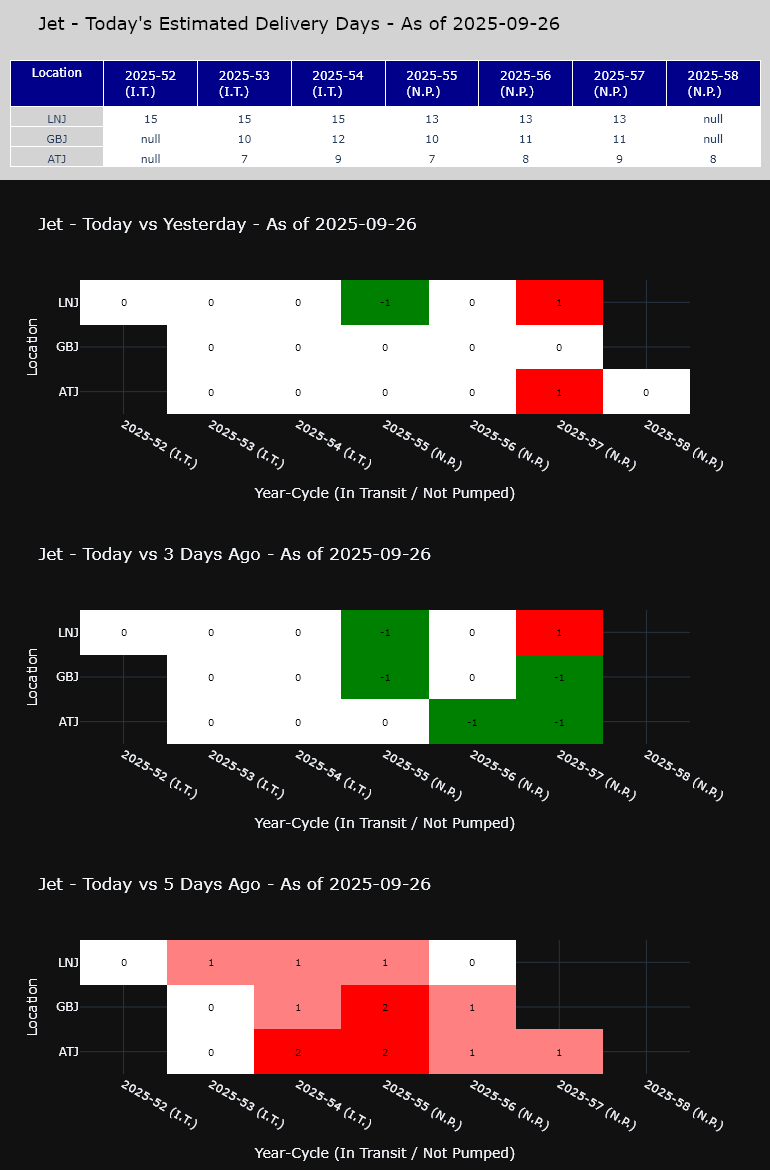 Jet - Today's Estimated Delivery Days - As of 2025-09-26
Location 2025-52 (I.T.) 2025-53 (I.T.) 2025-54 (I.T.) 2025-55 (N.P.) 2025-56 (N.P.) 2025-57 (N.P.) 2025-58 (N.P.)
LNJ 15 15 15 13 13 13 null
GBJ null 10 12 10 11 11 null
ATJ null 7 9 7 8 9 8
Jet - Today vs Yesterday - As of 2025-09-26
Location
LNJ 0 0 0 -1 0 1
GBJ 0 0 0 0 0
ATJ 0 0 0 0 1 0
2025-52 (I.T.) 2025-53 (I.T.) 2025-54 (I.T.) 2025-55 (N.P.) 2025-56 (N.P.) 2025-57 (N.P.) 2025-58 (N.P.)
Year-Cycle (In Transit / Not Pumped)
Jet - Today vs 3 Days Ago - As of 2025-09-26
Location
LNJ 0 0 0 -1 0 1
GBJ 0 0 -1 0 -1
ATJ 0 0 0 -1 -1
2025-52 (I.T.) 2025-53 (I.T.) 2025-54 (I.T.) 2025-55 (N.P.) 2025-56 (N.P.) 2025-57 (N.P.) 2025-58 (N.P.)
Year-Cycle (In Transit / Not Pumped)
Jet - Today vs 5 Days Ago - As of 2025-09-26
Location
LNJ 0 1 1 1 0
GBJ 0 1 2 1
ATJ 0 2 2 1 1
2025-52 (I.T.) 2025-53 (I.T.) 2025-54 (I.T.) 2025-55 (N.P.) 2025-56 (N.P.) 2025-57 (N.P.) 2025-58 (N.P.)
Year-Cycle (In Transit / Not Pumped)